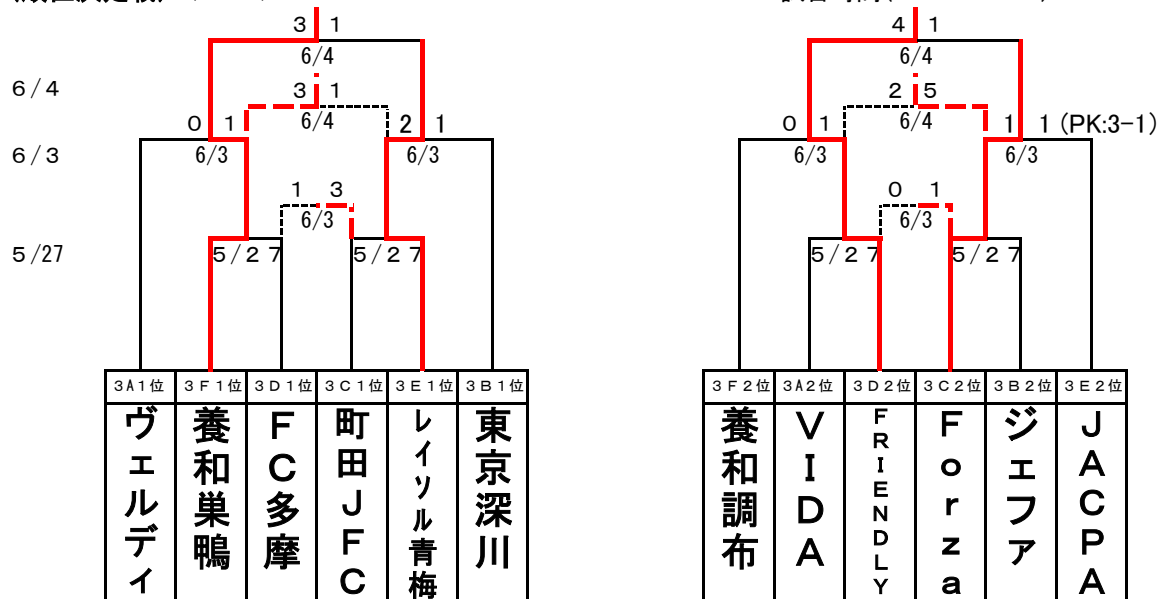 3 1
4 1
6/4
6/4
6/4
3 1
2 5
6/4
6/4
0 1
2 1
0 1
1 1 (PK:3-1)
6/3
6/3
6/3
6/3
6/3
1 3
0 1
6/3
6/3
5/27
5/27
5/27
5/27
5/27
3A1位 3F1位 3D1位 3C1位 3E1位 3B1位
3F2位 3A2位 3D2位 3C2位 3B2位 3E2位
ヴェルディ
養和巣鴨
FC多摩
町田JFC
レイソル青梅
東京深川
養和調布
VIDA
FRIENDLY
Forza
ジェファ
JACPA